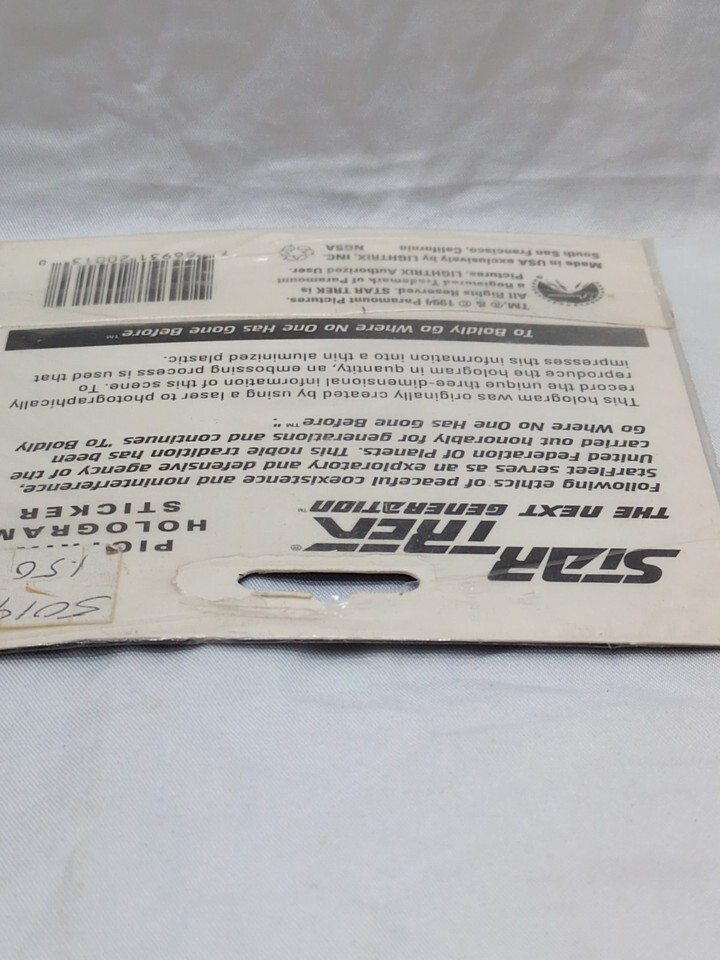 5019
1.50
STAR TREK®
THE NEXT GENERATION™
HOLOGRAM
STICKER
Following ethics of peaceful coexistence and noninterference,
StarFleet serves as an exploratory and defensive agency of the
United Federation Of Planets. This noble tradition has been
carried out honorably for generations and continues "To Boldly
Go Where No One Has Gone Before™".
This hologram was originally created by using a laser to photographically
record the unique three-dimensional information of this scene. To
reproduce the hologram in quantity, an embossing process is used that
impresses this information into a thin aluminized plastic.
To Boldly Go Where No One Has Gone Before™
TM,® & © 1994 Paramount Pictures.
All Rights Reserved. STAR TREK is
a Registered Trademark of Paramount
Pictures. LIGHTRIX Authorized User.
Made in USA exclusively by LIGHTRIX, INC.
South San Francisco, California NGSA
20013 0